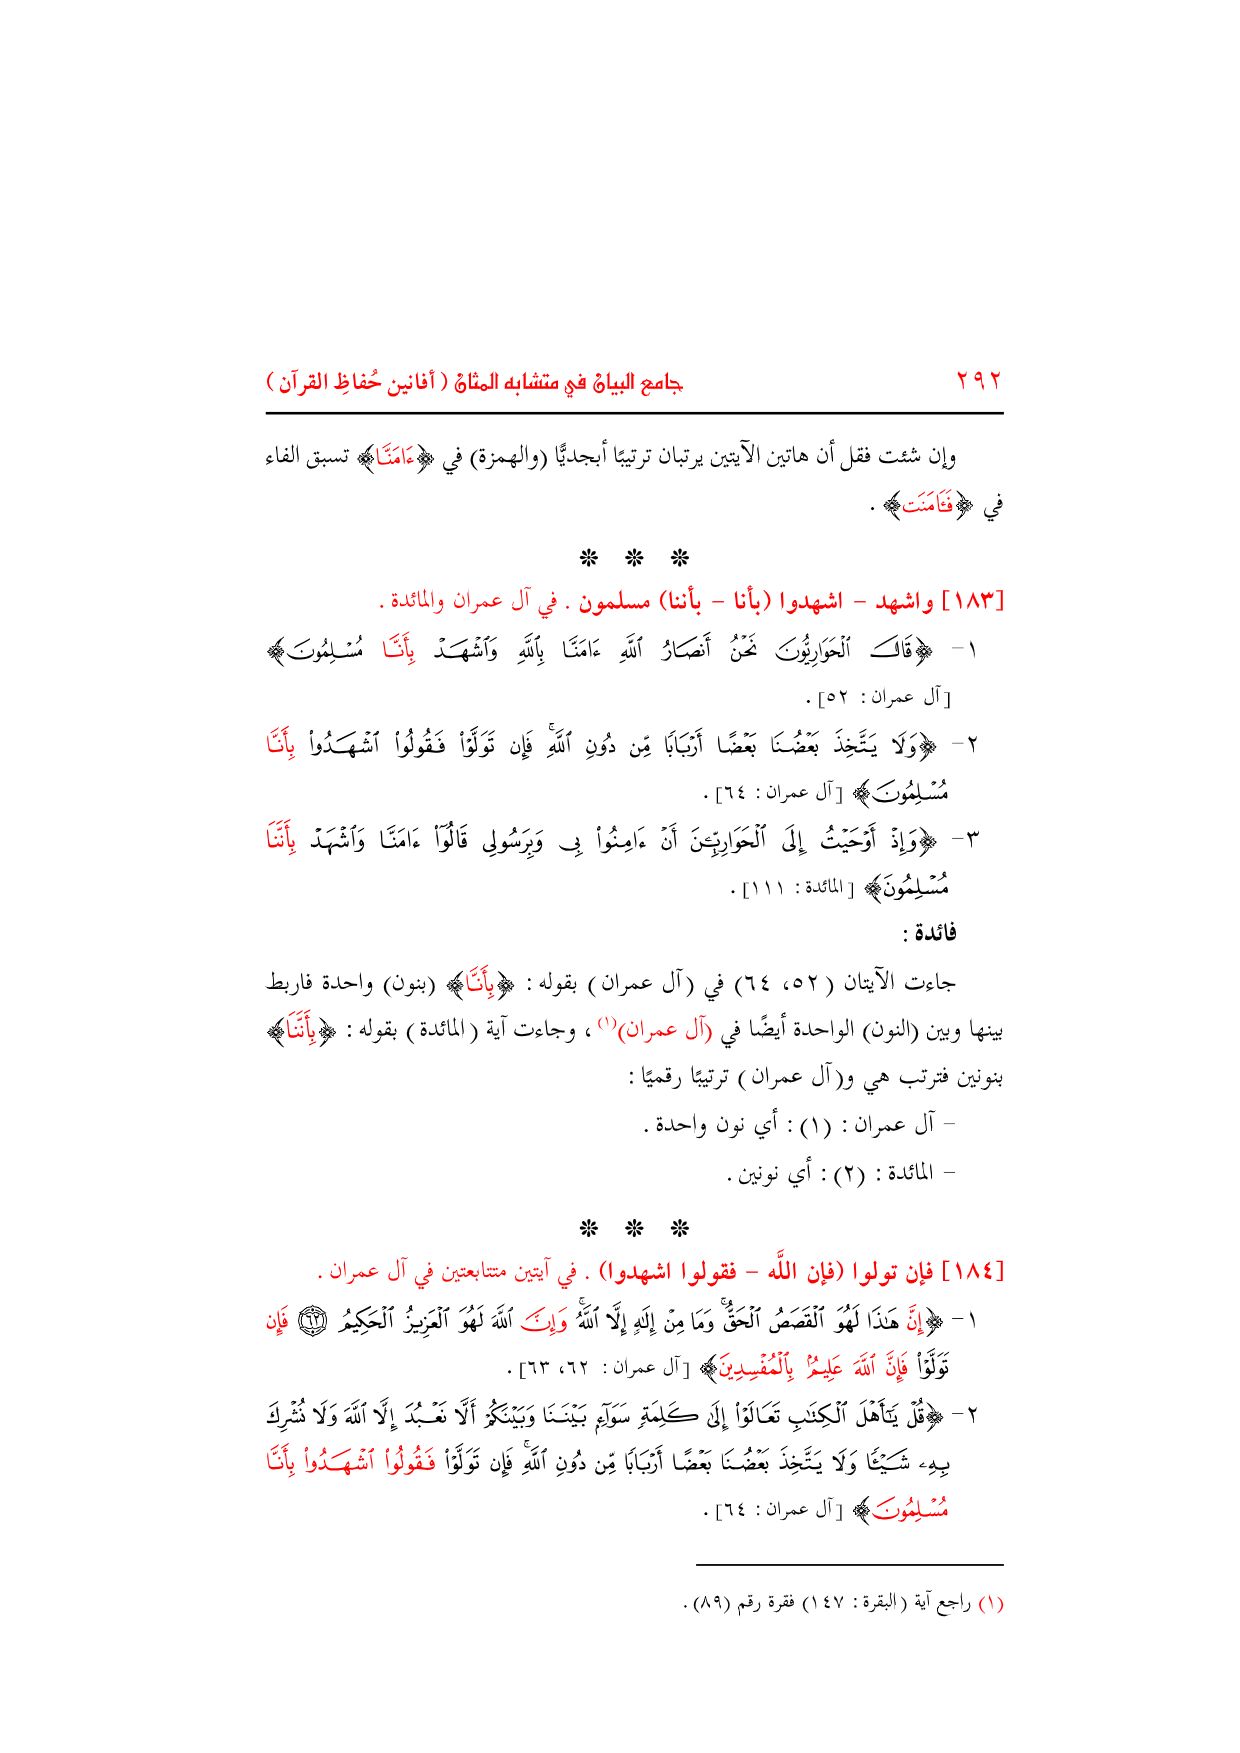 ٢٩٢ جامع البيان في متشابه المثان ( أفانين حُفاظِ القرآن )
وإن شئت فقل أن هاتين الآيتين يرتبان ترتيبًا أبجديًّا (والهمزة) في ﴿ءَامَنَّا﴾ تسبق الفاء
في ﴿فَـَٔامَنَت﴾ .
* * *
[١٨٣] واشهد – اشهدوا (بأنا – بأننا) مسلمون . في آل عمران والمائدة .
١– ﴿قَالَ ٱلْحَوَارِيُّونَ نَحْنُ أَنصَارُ ٱللَّهِ ءَامَنَّا بِٱللَّهِ وَٱشْهَدْ بِأَنَّا مُسْلِمُونَ﴾
[آل عمران : ٥٢] .
٢– ﴿وَلَا يَتَّخِذَ بَعْضُنَا بَعْضًا أَرْبَابًا مِّن دُونِ ٱللَّهِۚ فَإِن تَوَلَّوْا۟ فَقُولُوا۟ ٱشْهَدُوا۟ بِأَنَّا
مُسْلِمُونَ﴾ [آل عمران : ٦٤] .
٣– ﴿وَإِذْ أَوْحَيْتُ إِلَى ٱلْحَوَارِيِّـۧنَ أَنْ ءَامِنُوا۟ بِى وَبِرَسُولِى قَالُوٓا۟ ءَامَنَّا وَٱشْهَدْ بِأَنَّنَا
مُسْلِمُونَ﴾ [المائدة : ١١١] .
فائدة :
جاءت الآيتان (٥٢، ٦٤) في (آل عمران) بقوله : ﴿بِأَنَّا﴾ (بنون) واحدة فاربط
بينها وبين (النون) الواحدة أيضًا في (آل عمران)(١) ، وجاءت آية (المائدة) بقوله : ﴿بِأَنَّنَا﴾
بنونين فترتب هي و(آل عمران) ترتيبًا رقميًا :
– آل عمران : (١) : أي نون واحدة .
– المائدة : (٢) : أي نونين .
* * *
[١٨٤] فإن تولوا (فإن اللَّه – فقولوا اشهدوا) . في آيتين متتابعتين في آل عمران .
١– ﴿إِنَّ هَٰذَا لَهُوَ ٱلْقَصَصُ ٱلْحَقُّۚ وَمَا مِنْ إِلَٰهٍ إِلَّا ٱللَّهُۚ وَإِنَّ ٱللَّهَ لَهُوَ ٱلْعَزِيزُ ٱلْحَكِيمُ ٦٢ فَإِن
تَوَلَّوْا۟ فَإِنَّ ٱللَّهَ عَلِيمٌۢ بِٱلْمُفْسِدِينَ﴾ [آل عمران : ٦٢، ٦٣] .
٢– ﴿قُلْ يَٰٓأَهْلَ ٱلْكِتَٰبِ تَعَالَوْا۟ إِلَىٰ كَلِمَةٍ سَوَآءٍۭ بَيْنَنَا وَبَيْنَكُمْ أَلَّا نَعْبُدَ إِلَّا ٱللَّهَ وَلَا نُشْرِكَ
بِهِۦ شَيْـًٔا وَلَا يَتَّخِذَ بَعْضُنَا بَعْضًا أَرْبَابًا مِّن دُونِ ٱللَّهِۚ فَإِن تَوَلَّوْا۟ فَقُولُوا۟ ٱشْهَدُوا۟ بِأَنَّا
مُسْلِمُونَ﴾ [آل عمران : ٦٤] .
(١) راجع آية (البقرة : ١٤٧) فقرة رقم (٨٩) .